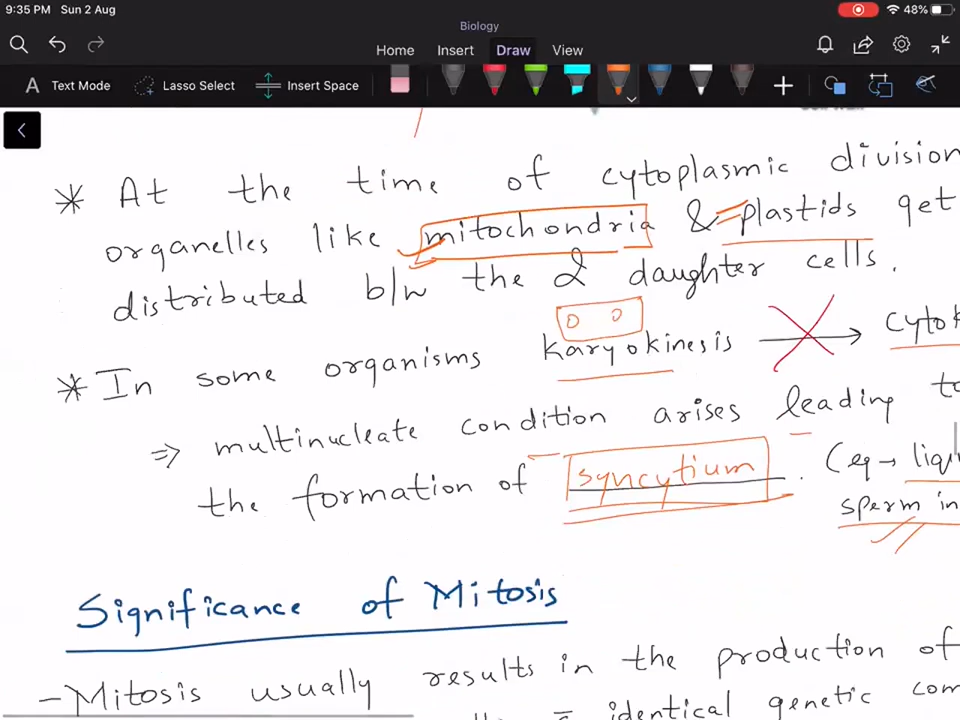 9:35 PM Sun 2 Aug 48%
Biology
Home Insert Draw View
Text Mode Lasso Select Insert Space
* At the time of cytoplasmic division
organelles like mitochondria & plastids get
distributed b/w the 2 daughter cells.
* In some organisms karyokinesis → cytok
⇒ multinucleate condition arises leading to
the formation of syncytium. (eg → liq
sperm in
Significance of Mitosis
- Mitosis usually results in the production of
identical genetic com